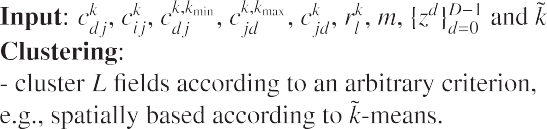 Input: $c_{dj}^{k}$, $c_{ij}^{k}$, $c_{dj}^{k,k_{\min}}$, $c_{jd}^{k,k_{\max}}$, $c_{jd}^{k}$, $r_{l}^{k}$, $m$, $\{z^{d}\}_{d=0}^{D-1}$ and $\tilde{k}$
Clustering:
- cluster $L$ fields according to an arbitrary criterion,
e.g., spatially based according to $\tilde{k}$-means.